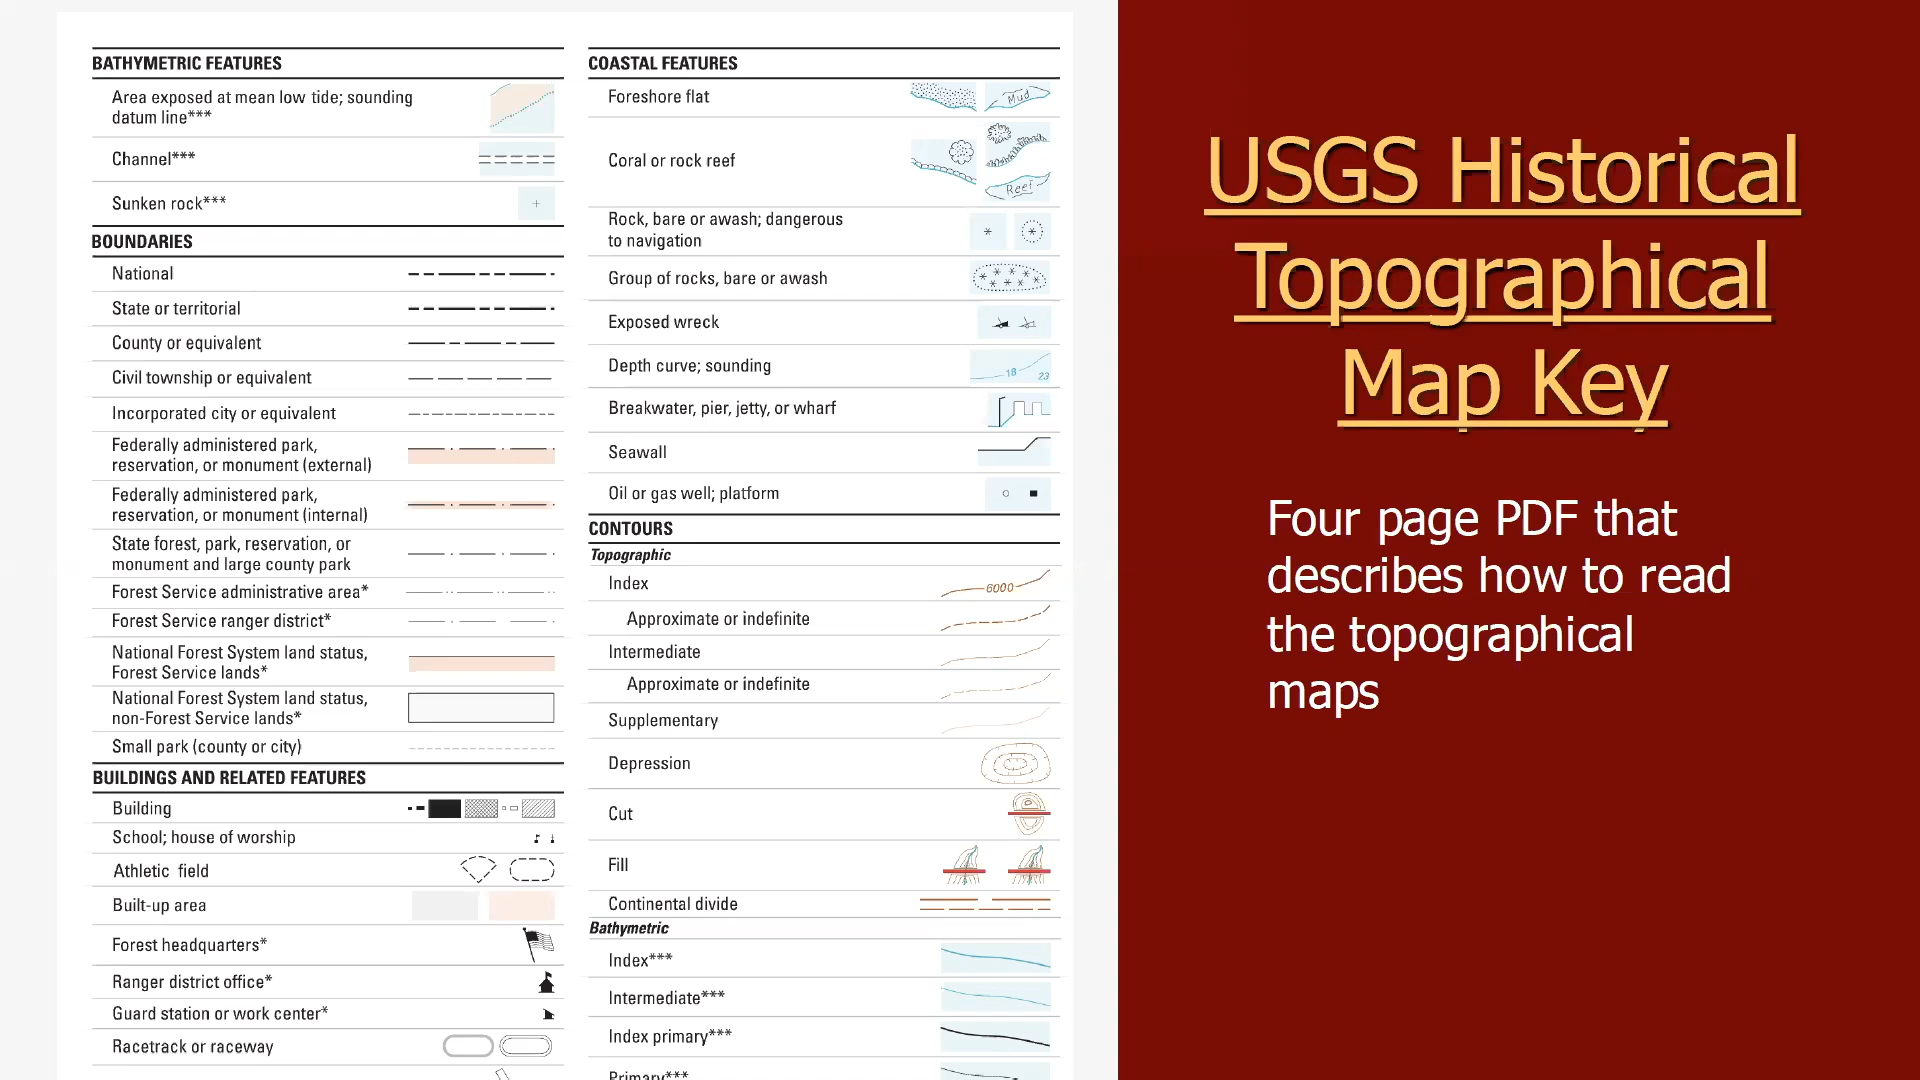 BATHYMETRIC FEATURES
Area exposed at mean low tide; sounding
datum line***
Channel***
Sunken rock***
BOUNDARIES
National
State or territorial
County or equivalent
Civil township or equivalent
Incorporated city or equivalent
Federally administered park,
reservation, or monument (external)
Federally administered park,
reservation, or monument (internal)
State forest, park, reservation, or
monument and large county park
Forest Service administrative area*
Forest Service ranger district*
National Forest System land status,
Forest Service lands*
National Forest System land status,
non-Forest Service lands*
Small park (county or city)
BUILDINGS AND RELATED FEATURES
Building
School; house of worship
Athletic field
Built-up area
Forest headquarters*
Ranger district office*
Guard station or work center*
Racetrack or raceway
COASTAL FEATURES
Foreshore flat
Mud
Coral or rock reef
Reef
Rock, bare or awash; dangerous
to navigation
Group of rocks, bare or awash
Exposed wreck
Depth curve; sounding
18
23
Breakwater, pier, jetty, or wharf
Seawall
Oil or gas well; platform
CONTOURS
Topographic
Index
6000
Approximate or indefinite
Intermediate
Approximate or indefinite
Supplementary
Depression
Cut
Fill
Continental divide
Bathymetric
Index***
Intermediate***
Index primary***
Primary***
USGS Historical
Topographical
Map Key
Four page PDF that
describes how to read
the topographical
maps